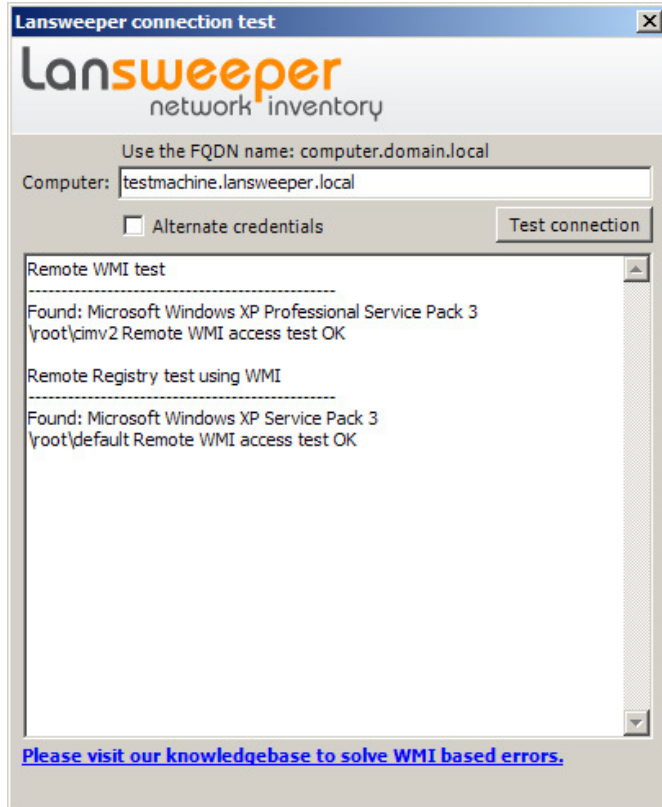 Lansweeper connection test
Lansweeper
network inventory
Use the FQDN name: computer.domain.local
Computer: testmachine.lansweeper.local
Alternate credentials Test connection
Remote WMI test
-----------------------------------------------
Found: Microsoft Windows XP Professional Service Pack 3
\root\cimv2 Remote WMI access test OK
Remote Registry test using WMI
-----------------------------------------------
Found: Microsoft Windows XP Service Pack 3
\root\default Remote WMI access test OK
Please visit our knowledgebase to solve WMI based errors.